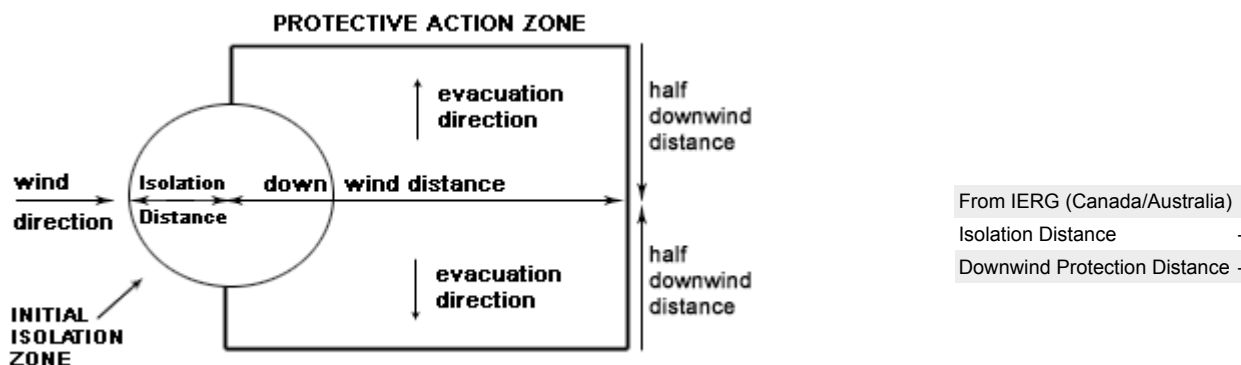 PROTECTIVE ACTION ZONE
evacuation
direction
half
downwind
distance
wind
direction
Isolation
Distance
down wind distance
evacuation
direction
half
downwind
distance
INITIAL
ISOLATION
ZONE
From IERG (Canada/Australia)
Isolation Distance -
Downwind Protection Distance -